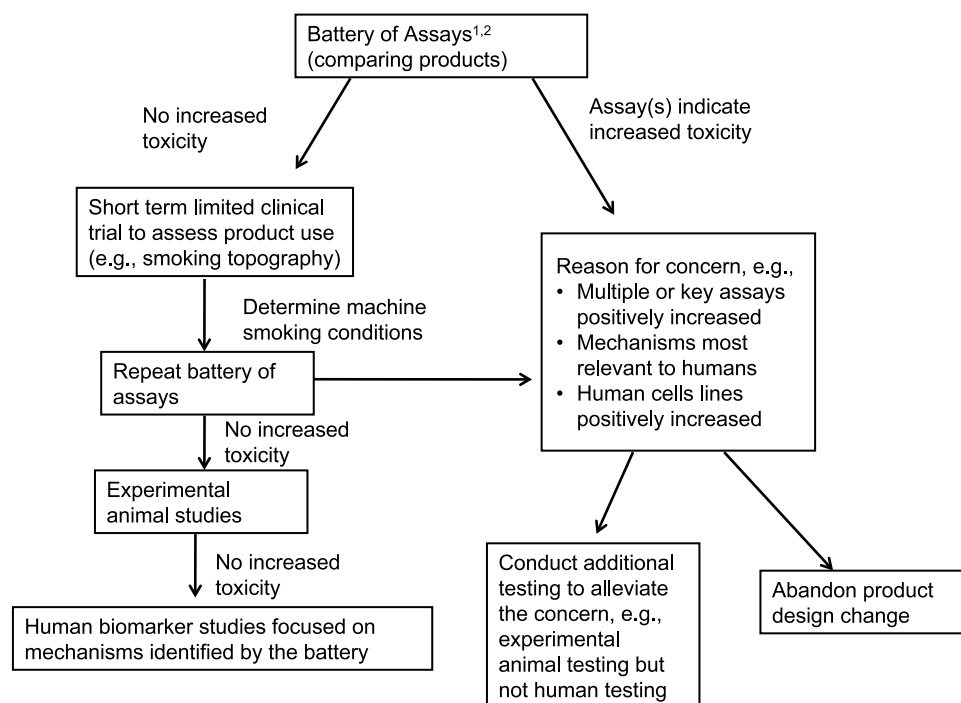 Battery of Assays1,2
(comparing products)
No increased
toxicity
Assay(s) indicate
increased toxicity
Short term limited clinical
trial to assess product use
(e.g., smoking topography)
Determine machine
smoking conditions
Repeat battery of
assays
Reason for concern, e.g.,
• Multiple or key assays
positively increased
• Mechanisms most
relevant to humans
• Human cells lines
positively increased
No increased
toxicity
Experimental
animal studies
No increased
toxicity
Human biomarker studies focused on
mechanisms identified by the battery
Conduct additional
testing to alleviate
the concern, e.g.,
experimental
animal testing but
not human testing
Abandon product
design change